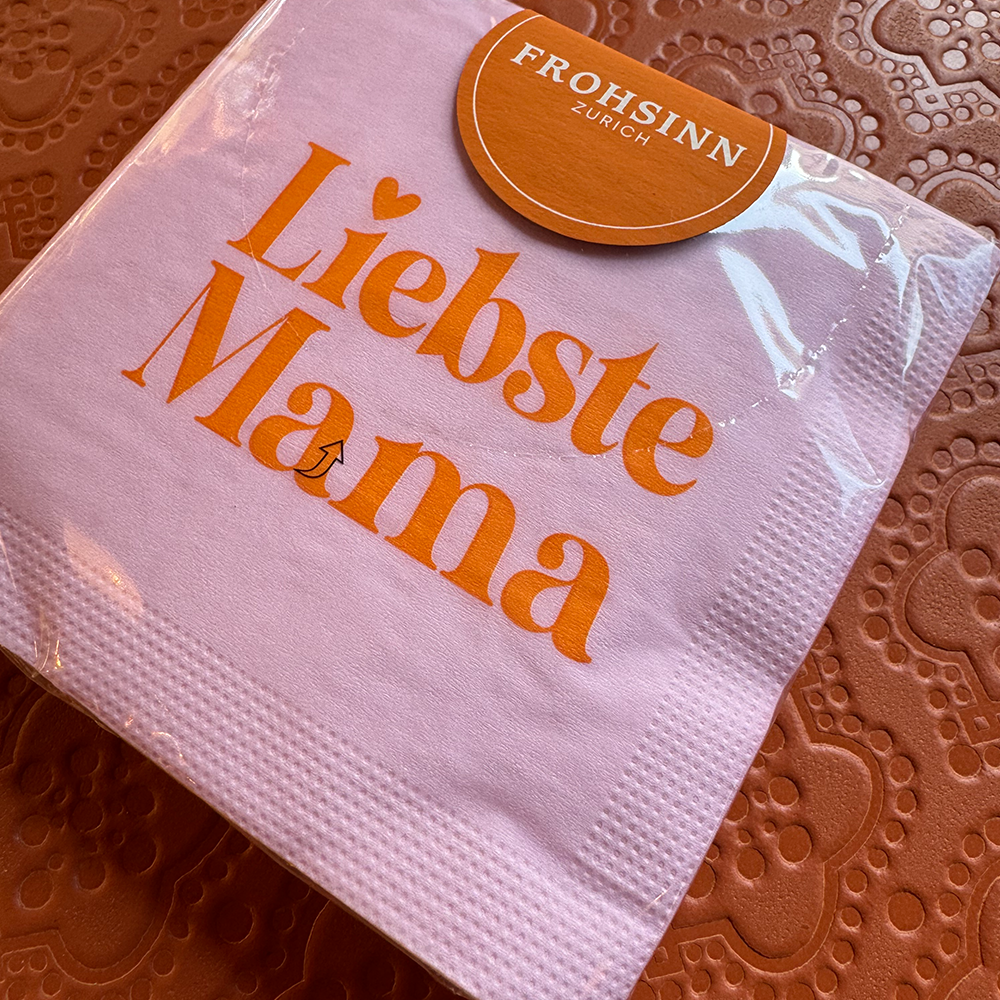 FROHSINN
ZURICH
Liebste
Mama